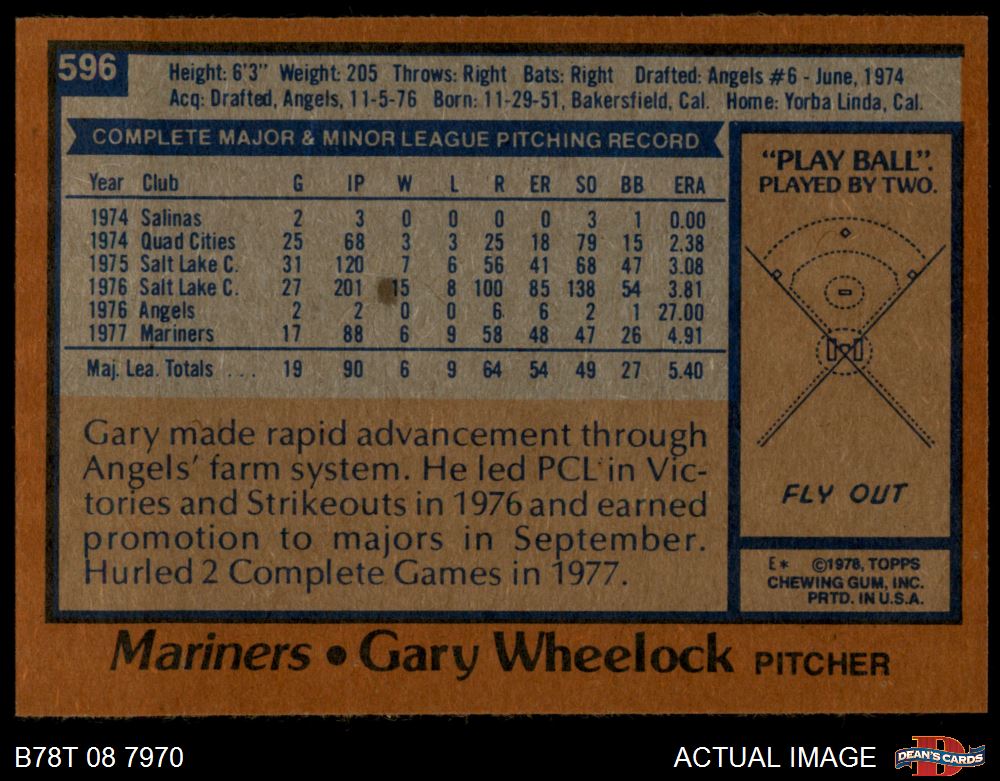 596
Height: 6'3" Weight: 205 Throws: Right Bats: Right Drafted: Angels #6 - June, 1974
Acq: Drafted, Angels, 11-5-76 Born: 11-29-51, Bakersfield, Cal. Home: Yorba Linda, Cal.
COMPLETE MAJOR & MINOR LEAGUE PITCHING RECORD
Year Club G IP W L R ER SO BB ERA
1974 Salinas 2 3 0 0 0 0 3 1 0.00
1974 Quad Cities 25 68 3 3 25 18 79 15 2.38
1975 Salt Lake C. 31 120 7 6 56 41 68 47 3.08
1976 Salt Lake C. 27 201 15 8 100 85 138 54 3.81
1976 Angels 2 2 0 0 6 6 2 1 27.00
1977 Mariners 17 88 6 9 58 48 47 26 4.91
Maj. Lea. Totals ... 19 90 6 9 64 54 49 27 5.40
Gary made rapid advancement through
Angels' farm system. He led PCL in Vic-
tories and Strikeouts in 1976 and earned
promotion to majors in September.
Hurled 2 Complete Games in 1977.
"PLAY BALL".
PLAYED BY TWO.
FLY OUT
E* ©1978, TOPPS
CHEWING GUM, INC.
PRTD. IN U.S.A.
Mariners • Gary Wheelock PITCHER
B78T 08 7970
ACTUAL IMAGE
D
DEAN'S CARDS